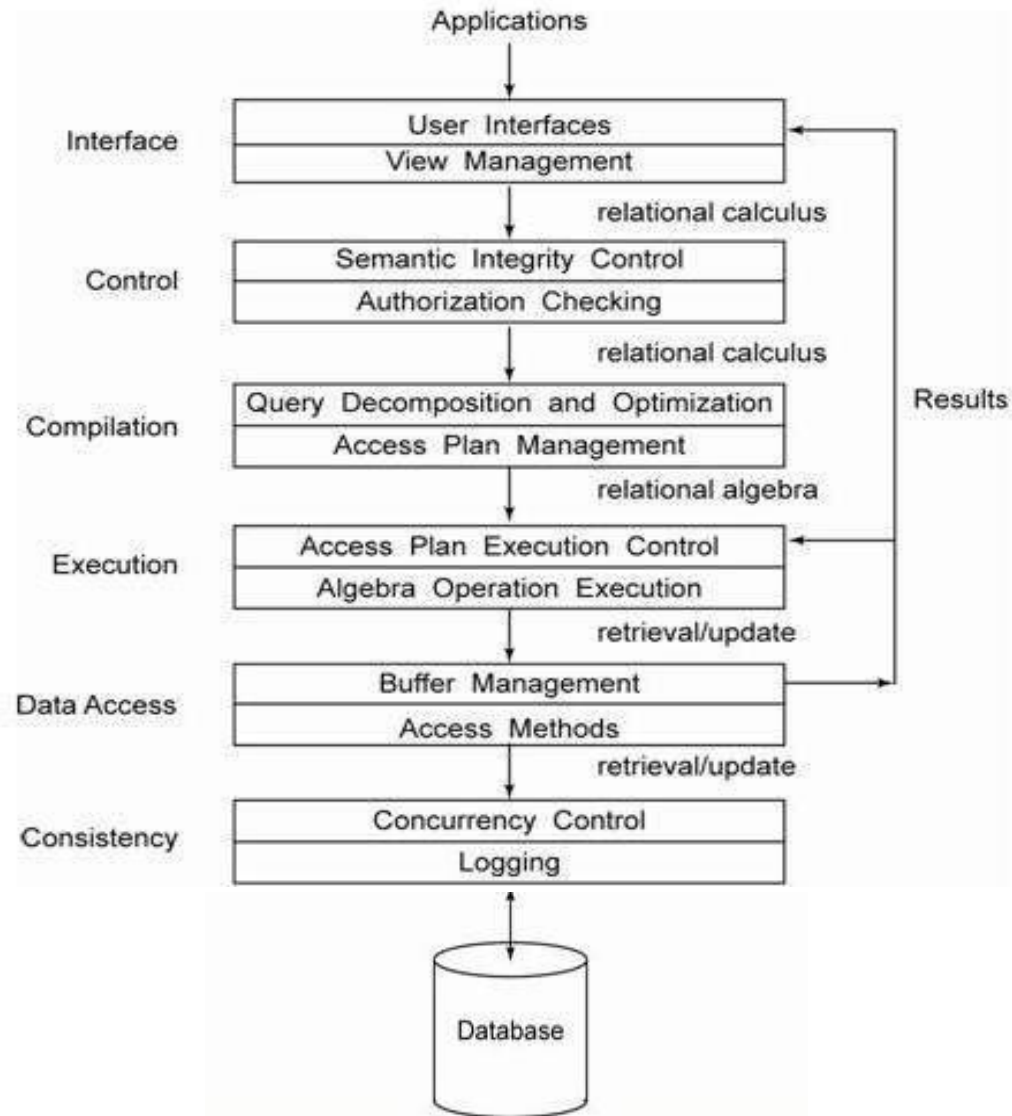 Applications
Interface
User Interfaces
View Management
relational calculus
Control
Semantic Integrity Control
Authorization Checking
relational calculus
Compilation
Query Decomposition and Optimization
Access Plan Management
Results
relational algebra
Execution
Access Plan Execution Control
Algebra Operation Execution
retrieval/update
Data Access
Buffer Management
Access Methods
retrieval/update
Consistency
Concurrency Control
Logging
Database